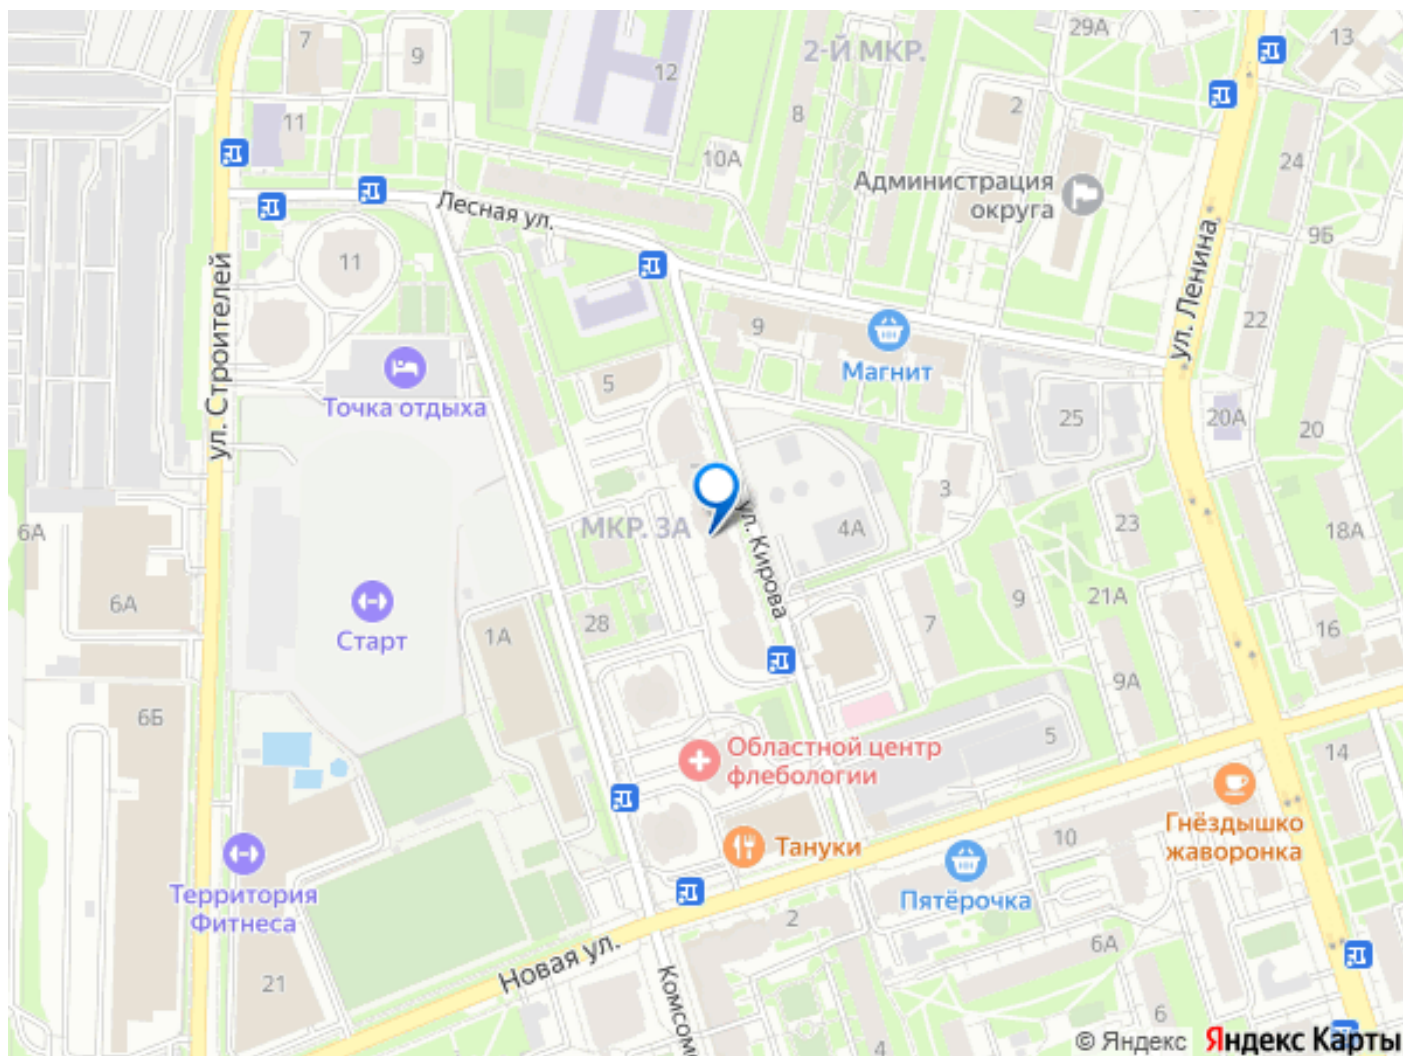 29А
13
7
9
2-Й МКР.
12
2
8
11
10А
24
Администрация
округа
Лесная ул.
9Б
11
ул. Строителей
ул. Ленина
22
9
Магнит
5
Точка отдыха
25
20А
20
3
6А
МКР. 3А
ул. Кирова
4А
23
18А
6А
Старт
1А
28
7
9
21А
16
9А
6Б
5
Областной центр
флебологии
14
Гнёздышко
жаворонка
Тануки
10
Территория
Фитнеса
Пятёрочка
2
6А
Новая ул.
21
Комсом
6
4
© Яндекс Яндекс Карты